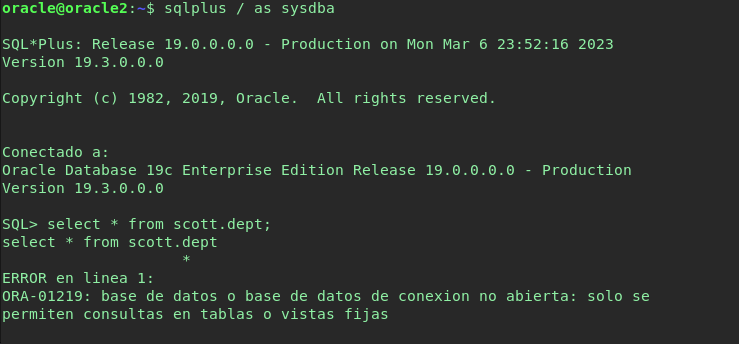 oracle@oracle2:~$ sqlplus / as sysdba
SQL*Plus: Release 19.0.0.0.0 - Production on Mon Mar 6 23:52:16 2023
Version 19.3.0.0.0
Copyright (c) 1982, 2019, Oracle.  All rights reserved.
Conectado a:
Oracle Database 19c Enterprise Edition Release 19.0.0.0.0 - Production
Version 19.3.0.0.0
SQL> select * from scott.dept;
select * from scott.dept
*
ERROR en linea 1:
ORA-01219: base de datos o base de datos de conexion no abierta: solo se
permiten consultas en tablas o vistas fijas